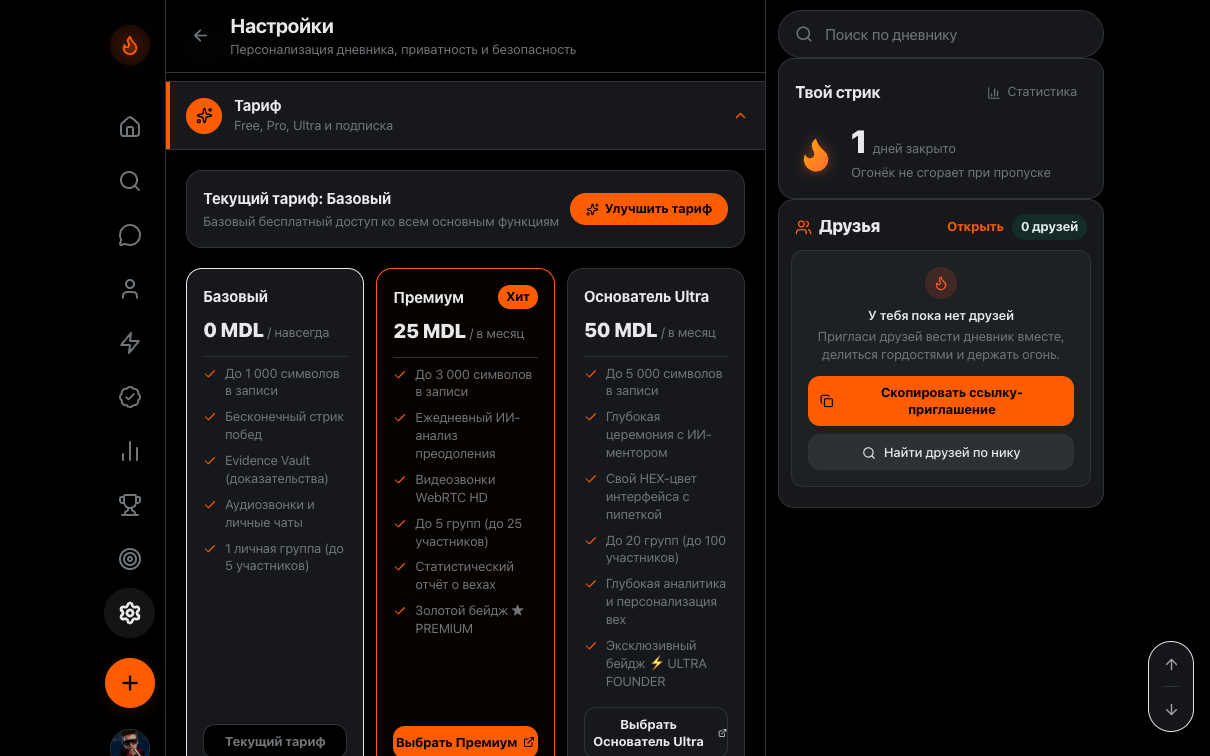 Настройки
Персонализация дневника, приватность и безопасность
Тариф
Free, Pro, Ultra и подписка
Текущий тариф: Базовый
Базовый бесплатный доступ ко всем основным функциям
Улучшить тариф
Базовый
0 MDL / навсегда
До 1 000 символов
в записи
Бесконечный стрик
побед
Evidence Vault
(доказательства)
Аудиозвонки и
личные чаты
1 личная группа (до
5 участников)
Текущий тариф
Премиум
Хит
25 MDL / в месяц
До 3 000 символов
в записи
Ежедневный ИИ-
анализ
преодоления
Видеозвонки
WebRTC HD
До 5 групп (до 25
участников)
Статистический
отчёт о вехах
Золотой бейдж ★
PREMIUM
Выбрать Премиум
Основатель Ultra
50 MDL / в месяц
До 5 000 символов
в записи
Глубокая
церемония с ИИ-
ментором
Свой HEX-цвет
интерфейса с
пипеткой
До 20 групп (до 100
участников)
Глубокая аналитика
и персонализация
вех
Эксклюзивный
бейдж ⚡ ULTRA
FOUNDER
Выбрать
Основатель Ultra
Поиск по дневнику
Твой стрик
Статистика
1 дней закрыто
Огонёк не сгорает при пропуске
Друзья
Открыть
0 друзей
У тебя пока нет друзей
Пригласи друзей вести дневник вместе,
делиться гордостями и держать огонь.
Скопировать ссылку-
приглашение
Найти друзей по нику